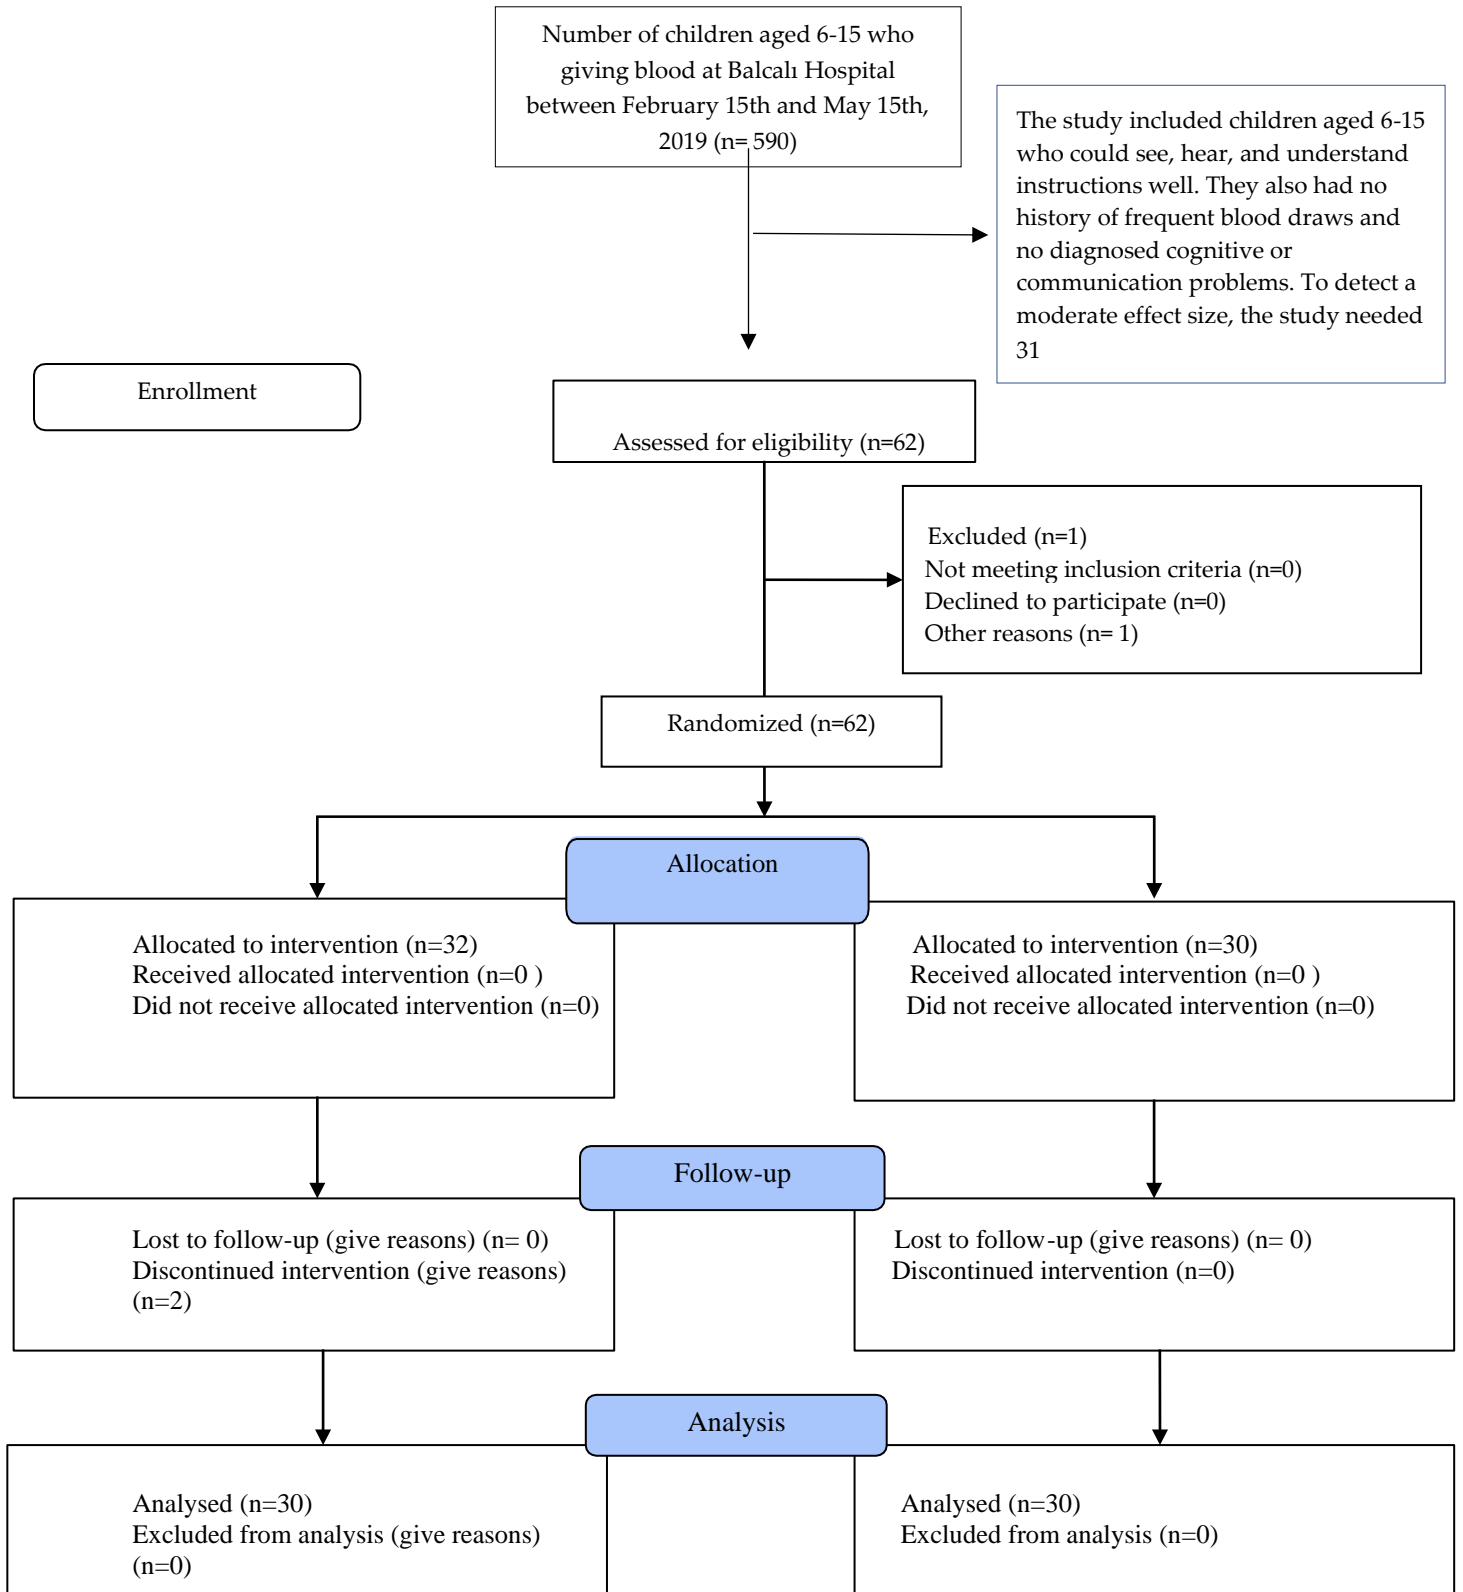 Number of children aged 6-15 who
giving blood at Balcalı Hospital
between February 15th and May 15th,
2019 (n= 590)
The study included children aged 6-15
who could see, hear, and understand
instructions well. They also had no
history of frequent blood draws and
no diagnosed cognitive or
communication problems. To detect a
moderate effect size, the study needed
31
Enrollment
Assessed for eligibility (n=62)
Excluded (n=1)
Not meeting inclusion criteria (n=0)
Declined to participate (n=0)
Other reasons (n= 1)
Randomized (n=62)
Allocation
Allocated to intervention (n=32)
Received allocated intervention (n=0 )
Did not receive allocated intervention (n=0)
Allocated to intervention (n=30)
Received allocated intervention (n=0 )
Did not receive allocated intervention (n=0)
Follow-up
Lost to follow-up (give reasons) (n= 0)
Discontinued intervention (give reasons)
(n=2)
Lost to follow-up (give reasons) (n= 0)
Discontinued intervention (n=0)
Analysis
Analysed (n=30)
Excluded from analysis (give reasons)
(n=0)
Analysed (n=30)
Excluded from analysis (n=0)